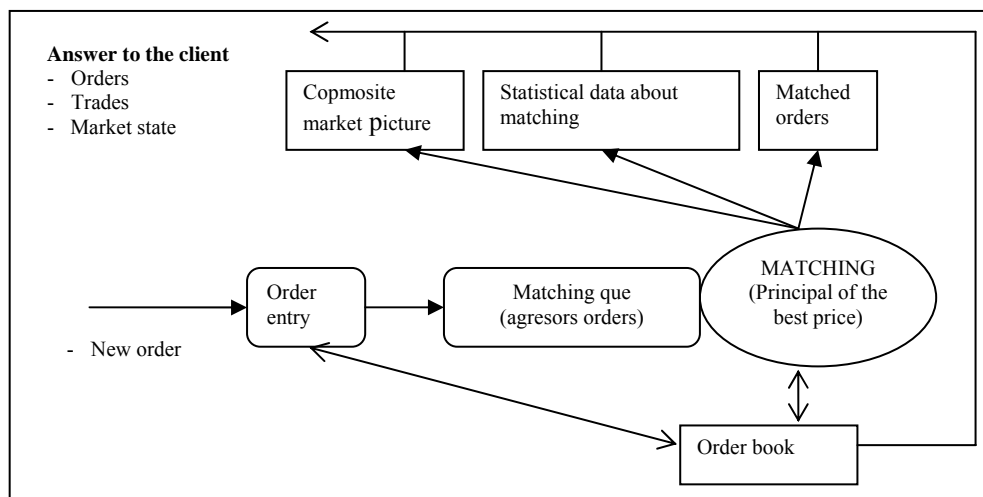 Answer to the client
- Orders
- Trades
- Market state
Copmosite
market picture
Statistical data about
matching
Matched
orders
MATCHING
(Principal of the
best price)
Order
entry
Matching que
(agresors orders)
- New order
Order book